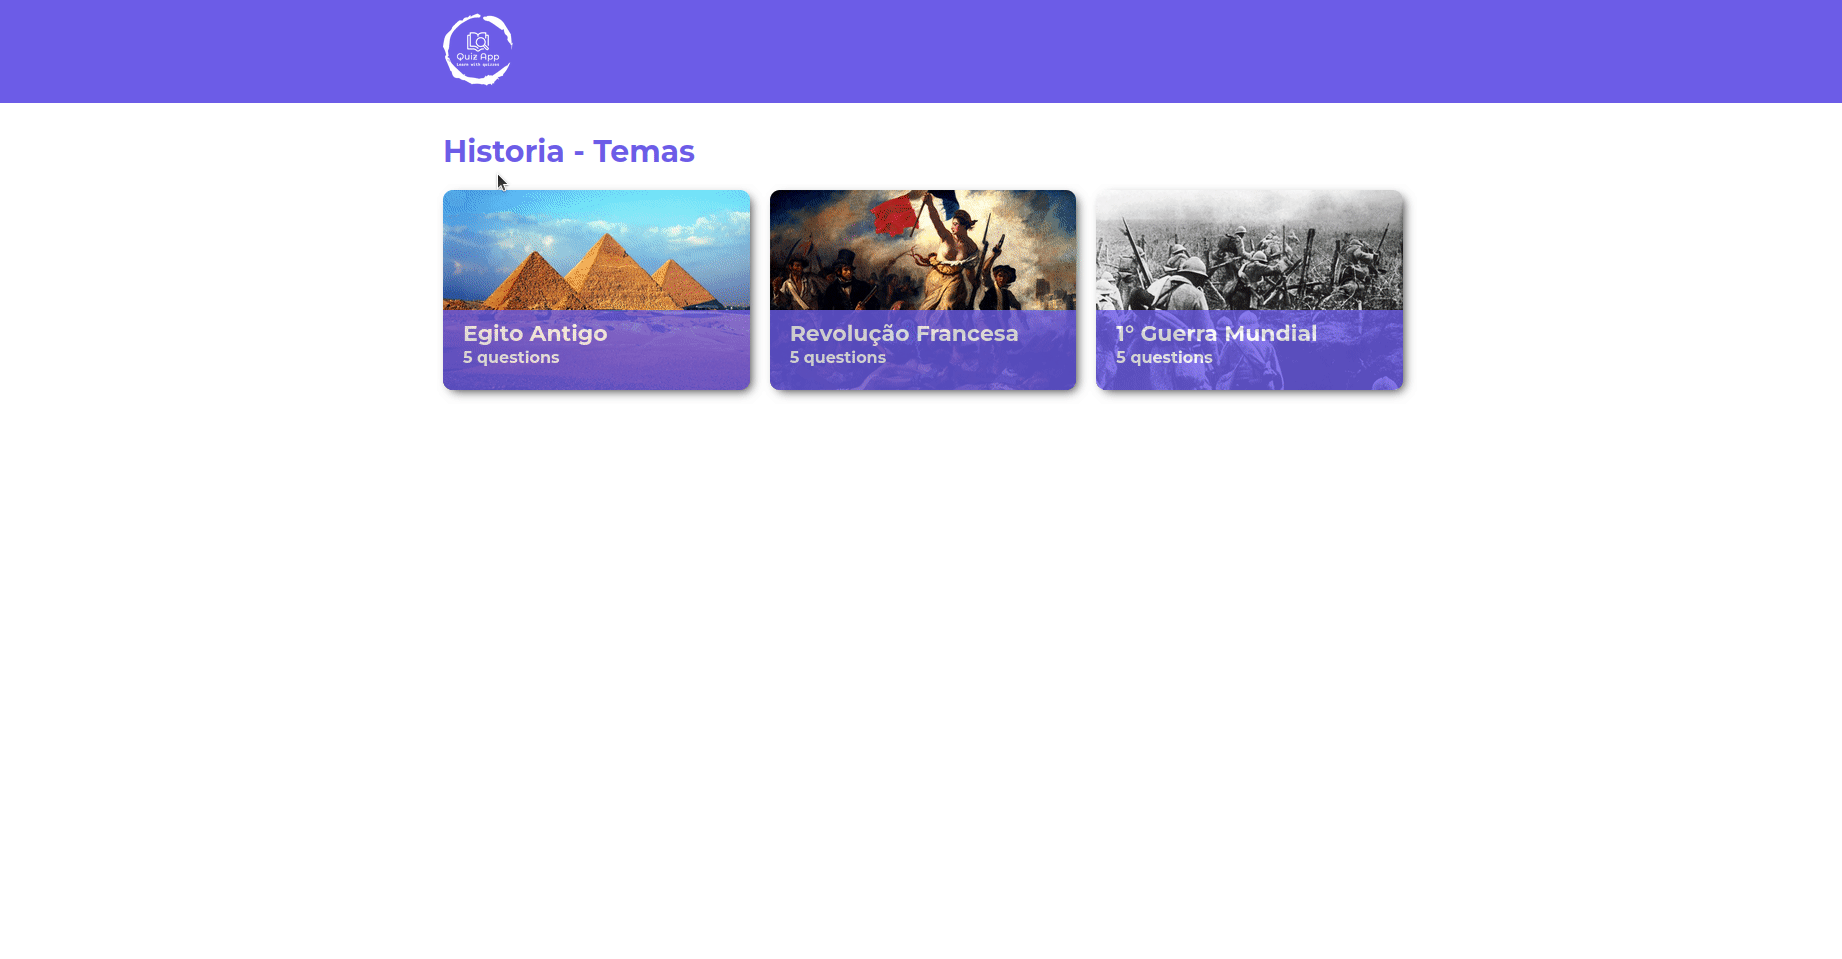 Quiz App
Learn with quizzes
Historia - Temas
Egito Antigo
5 questions
Revolução Francesa
5 questions
1° Guerra Mundial
5 questions